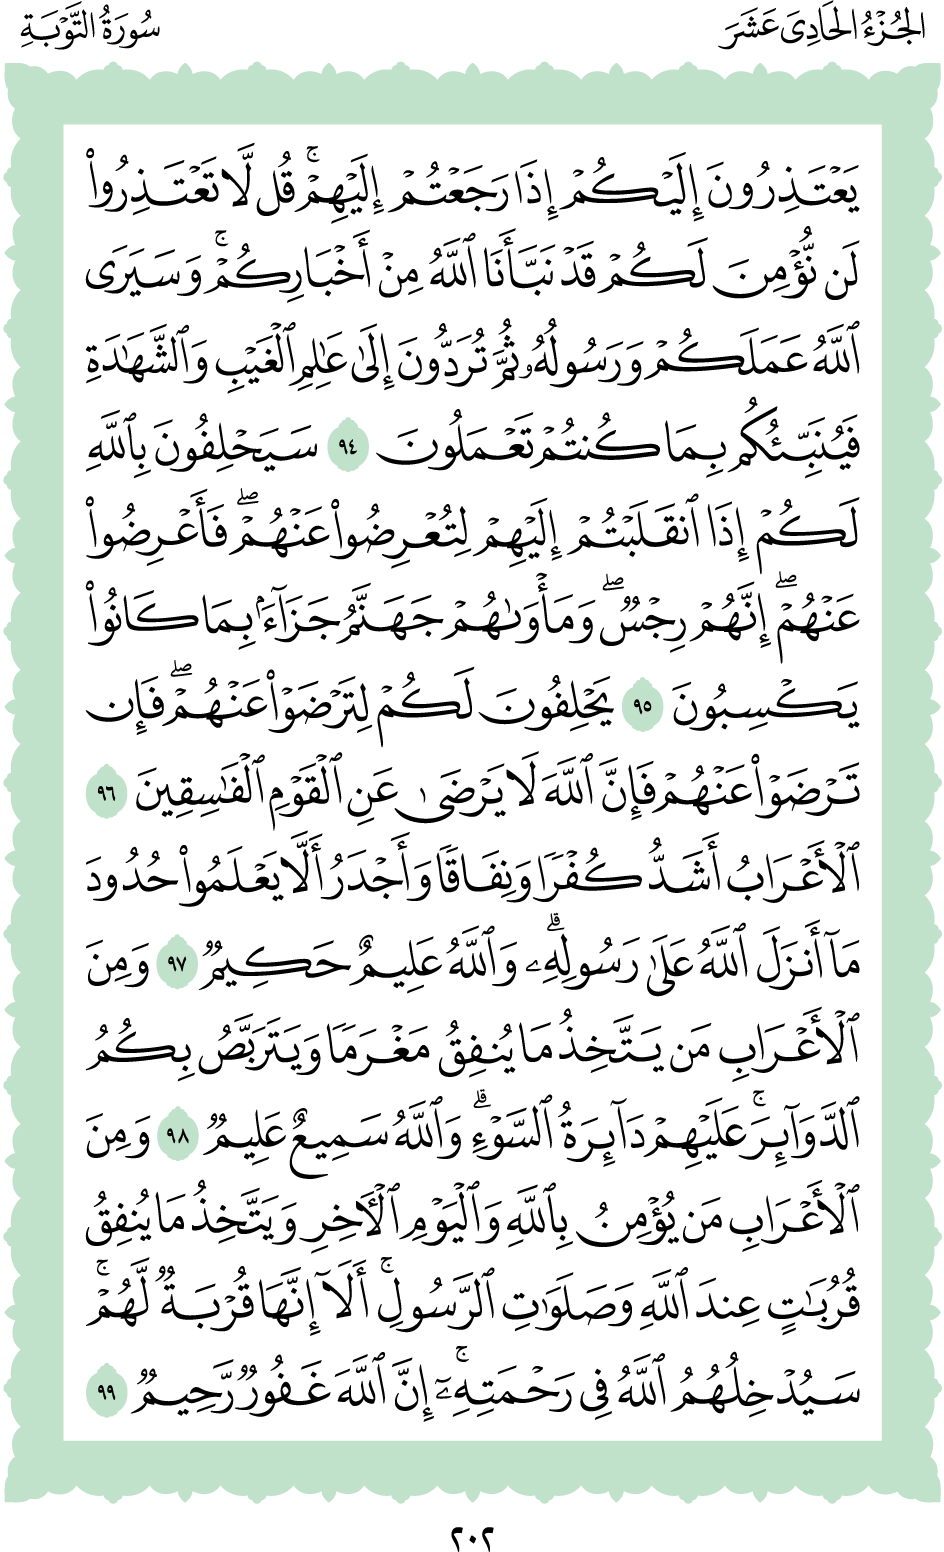 الجُزْءُ الحَادِيَ عَشَرَ
سُورَةُ التَّوْبَةِ
يَعْتَذِرُونَ إِلَيْكُمْ إِذَا رَجَعْتُمْ إِلَيْهِمْۚ قُل لَّا تَعْتَذِرُوا۟
لَن نُّؤْمِنَ لَكُمْ قَدْ نَبَّأَنَا ٱللَّهُ مِنْ أَخْبَارِكُمْۚ وَسَيَرَى
ٱللَّهُ عَمَلَكُمْ وَرَسُولُهُۥ ثُمَّ تُرَدُّونَ إِلَىٰ عَـٰلِمِ ٱلْغَيْبِ وَٱلشَّهَـٰدَةِ
فَيُنَبِّئُكُم بِمَا كُنتُمْ تَعْمَلُونَ ٩٤ سَيَحْلِفُونَ بِٱللَّهِ
لَكُمْ إِذَا ٱنقَلَبْتُمْ إِلَيْهِمْ لِتُعْرِضُوا۟ عَنْهُمْۖ فَأَعْرِضُوا۟
عَنْهُمْۖ إِنَّهُمْ رِجْسٌۖ وَمَأْوَىٰهُمْ جَهَنَّمُ جَزَآءًۢ بِمَا كَانُوا۟
يَكْسِبُونَ ٩٥ يَحْلِفُونَ لَكُمْ لِتَرْضَوْا۟ عَنْهُمْۖ فَإِن
تَرْضَوْا۟ عَنْهُمْ فَإِنَّ ٱللَّهَ لَا يَرْضَىٰ عَنِ ٱلْقَوْمِ ٱلْفَـٰسِقِينَ ٩٦
ٱلْأَعْرَابُ أَشَدُّ كُفْرًا وَنِفَاقًا وَأَجْدَرُ أَلَّا يَعْلَمُوا۟ حُدُودَ
مَآ أَنزَلَ ٱللَّهُ عَلَىٰ رَسُولِهِۦۗ وَٱللَّهُ عَلِيمٌ حَكِيمٌ ٩٧ وَمِنَ
ٱلْأَعْرَابِ مَن يَتَّخِذُ مَا يُنفِقُ مَغْرَمًا وَيَتَرَبَّصُ بِكُمُ
ٱلدَّوَآئِرَۚ عَلَيْهِمْ دَآئِرَةُ ٱلسَّوْءِۗ وَٱللَّهُ سَمِيعٌ عَلِيمٌ ٩٨ وَمِنَ
ٱلْأَعْرَابِ مَن يُؤْمِنُ بِٱللَّهِ وَٱلْيَوْمِ ٱلْـَٔاخِرِ وَيَتَّخِذُ مَا يُنفِقُ
قُرُبَـٰتٍ عِندَ ٱللَّهِ وَصَلَوَٰتِ ٱلرَّسُولِۚ أَلَآ إِنَّهَا قُرْبَةٌ لَّهُمْۚ
سَيُدْخِلُهُمُ ٱللَّهُ فِى رَحْمَتِهِۦٓۚ إِنَّ ٱللَّهَ غَفُورٌ رَّحِيمٌ ٩٩
٢٠٢